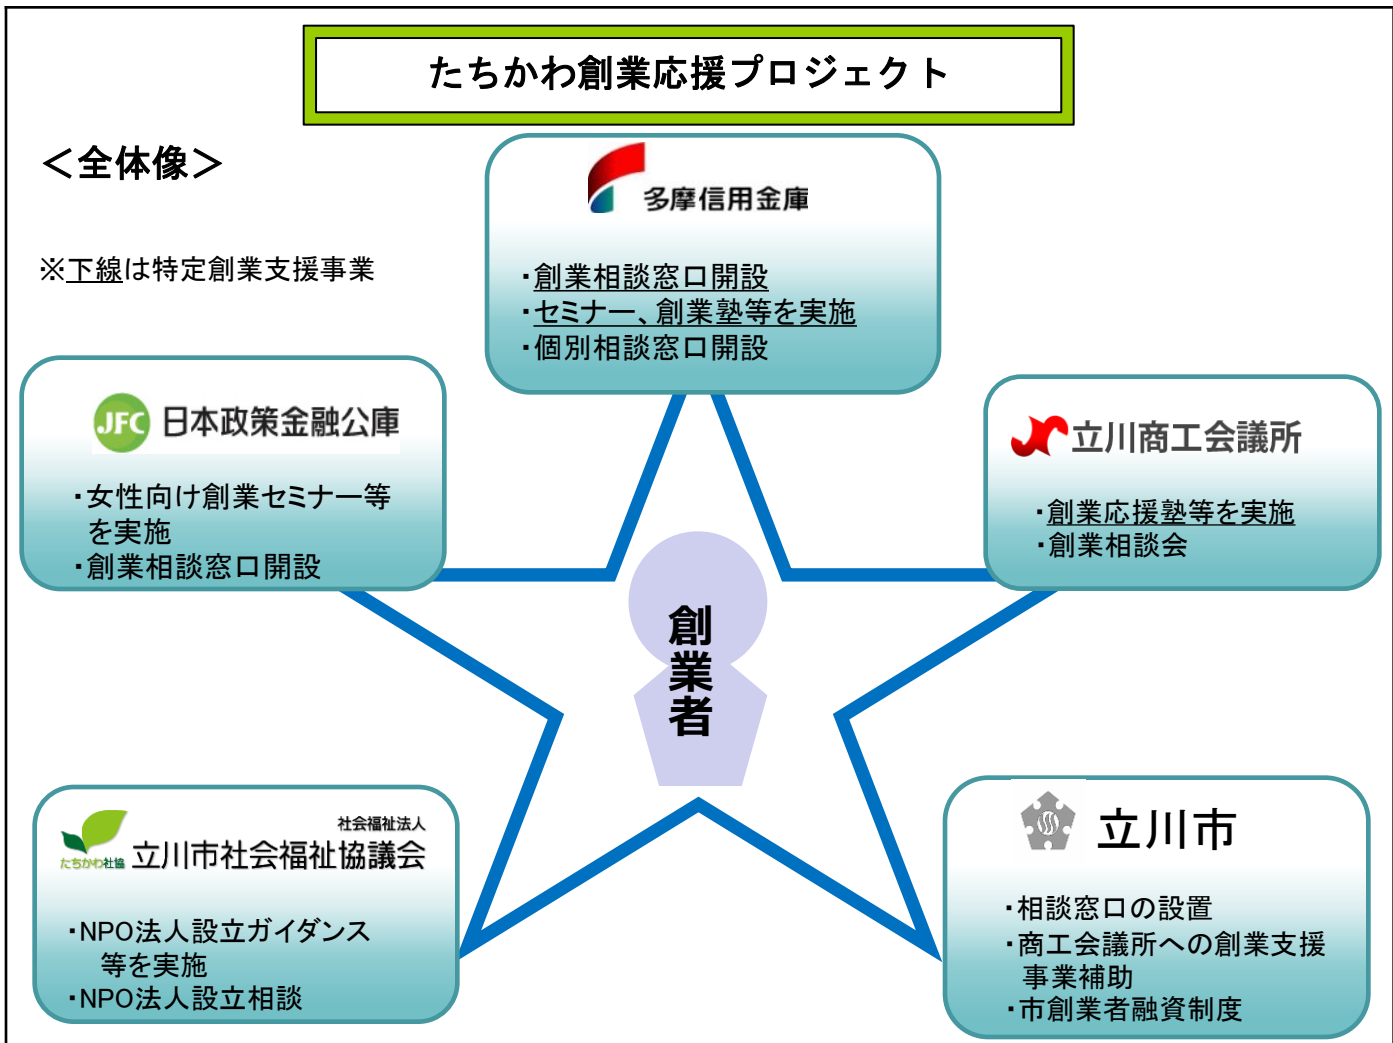 たちかわ創業応援プロジェクト
＜全体像＞
※下線は特定創業支援事業
多摩信用金庫
・創業相談窓口開設
・セミナー、創業塾等を実施
・個別相談窓口開設
JFC 日本政策金融公庫
・女性向け創業セミナー等
を実施
・創業相談窓口開設
立川商工会議所
・創業応援塾等を実施
・創業相談会
創業者
社会福祉法人
たちかわ社協 立川市社会福祉協議会
・NPO法人設立ガイダンス
等を実施
・NPO法人設立相談
立川市
・相談窓口の設置
・商工会議所への創業支援
事業補助
・市創業者融資制度